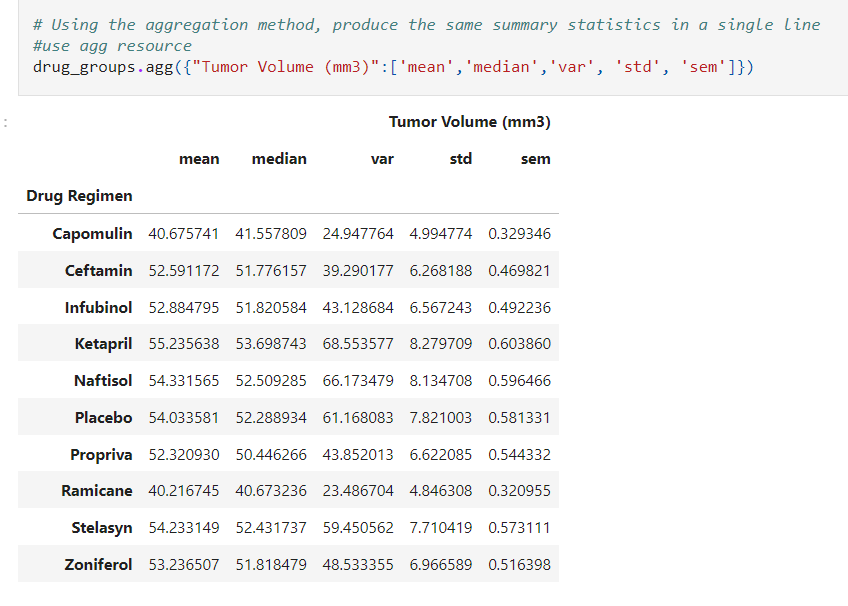 # Using the aggregation method, produce the same summary statistics in a single line
#use agg resource
drug_groups.agg({"Tumor Volume (mm3)":['mean','median','var', 'std', 'sem']})
:
Tumor Volume (mm3)
mean median var std sem
Drug Regimen
Capomulin 40.675741 41.557809 24.947764 4.994774 0.329346
Ceftamin 52.591172 51.776157 39.290177 6.268188 0.469821
Infubinol 52.884795 51.820584 43.128684 6.567243 0.492236
Ketapril 55.235638 53.698743 68.553577 8.279709 0.603860
Naftisol 54.331565 52.509285 66.173479 8.134708 0.596466
Placebo 54.033581 52.288934 61.168083 7.821003 0.581331
Propriva 52.320930 50.446266 43.852013 6.622085 0.544332
Ramicane 40.216745 40.673236 23.486704 4.846308 0.320955
Stelasyn 54.233149 52.431737 59.450562 7.710419 0.573111
Zoniferol 53.236507 51.818479 48.533355 6.966589 0.516398